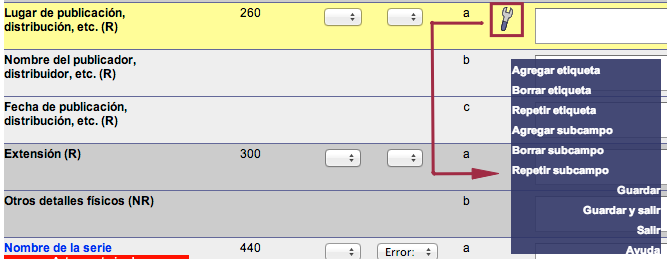 Lugar de publicación, 260 a
distribución, etc. (R)
Nombre del publicador, b
distribuidor, etc. (R)
Fecha de publicación, c
distribución, etc. (R)
Extensión (R) 300 a
Otros detalles físicos (NR) b
Nombre de la serie 440 Error: a
Agregar etiqueta
Borrar etiqueta
Repetir etiqueta
Agregar subcampo
Borrar subcampo
Repetir subcampo
Guardar
Guardar y salir
Salir
Ayuda